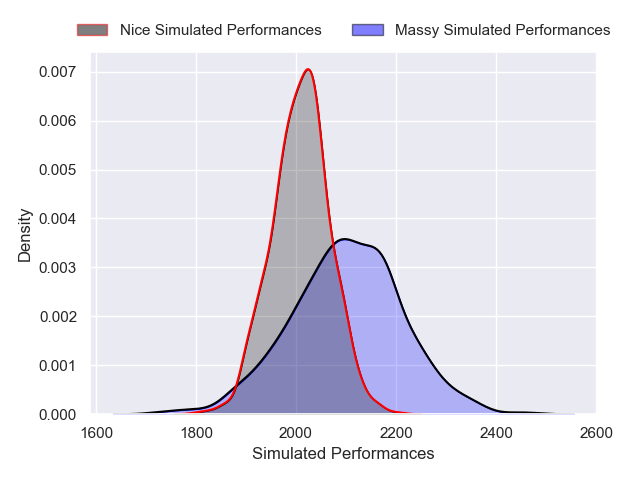 Nice Simulated Performances Massy Simulated Performances
0.007
0.006
0.005
0.004
0.003
0.002
0.001
0.000
Density
1600 1800 2000 2200 2400 2600
Simulated Performances